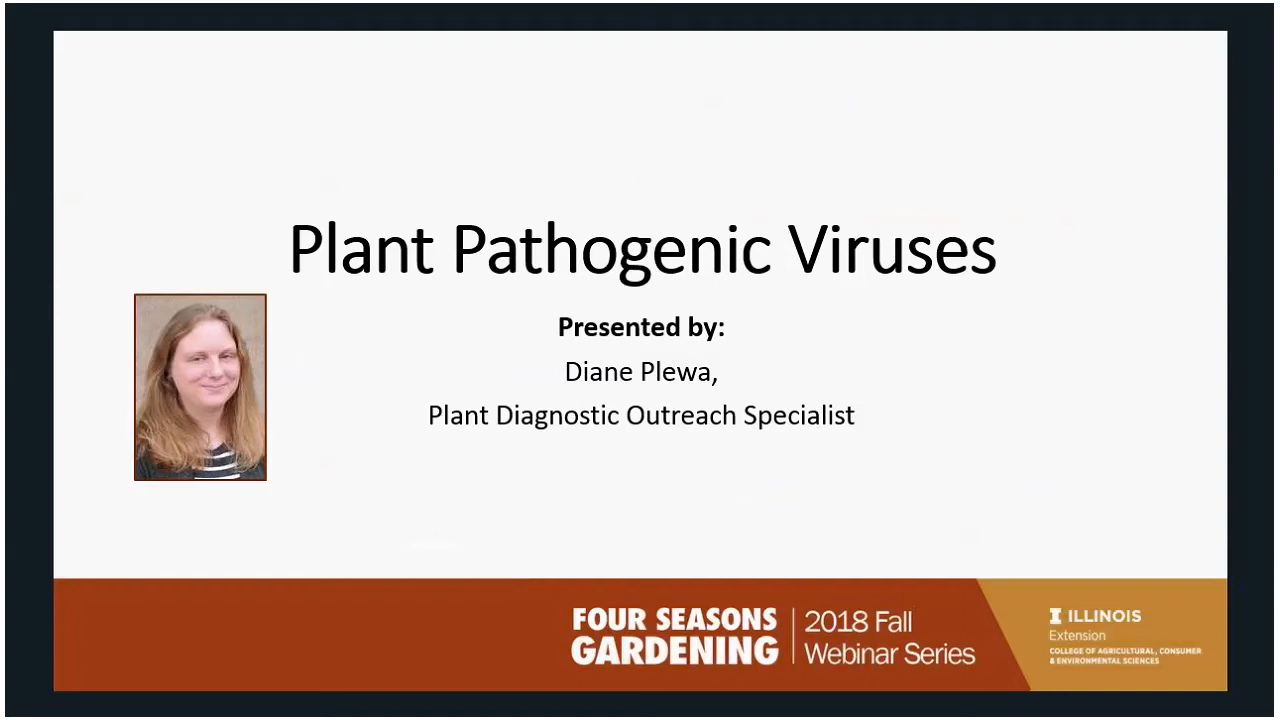 Plant Pathogenic Viruses
Presented by:
Diane Plewa,
Plant Diagnostic Outreach Specialist
FOUR SEASONS
GARDENING
2018 Fall
Webinar Series
I ILLINOIS
Extension
COLLEGE OF AGRICULTURAL, CONSUMER
& ENVIRONMENTAL SCIENCES